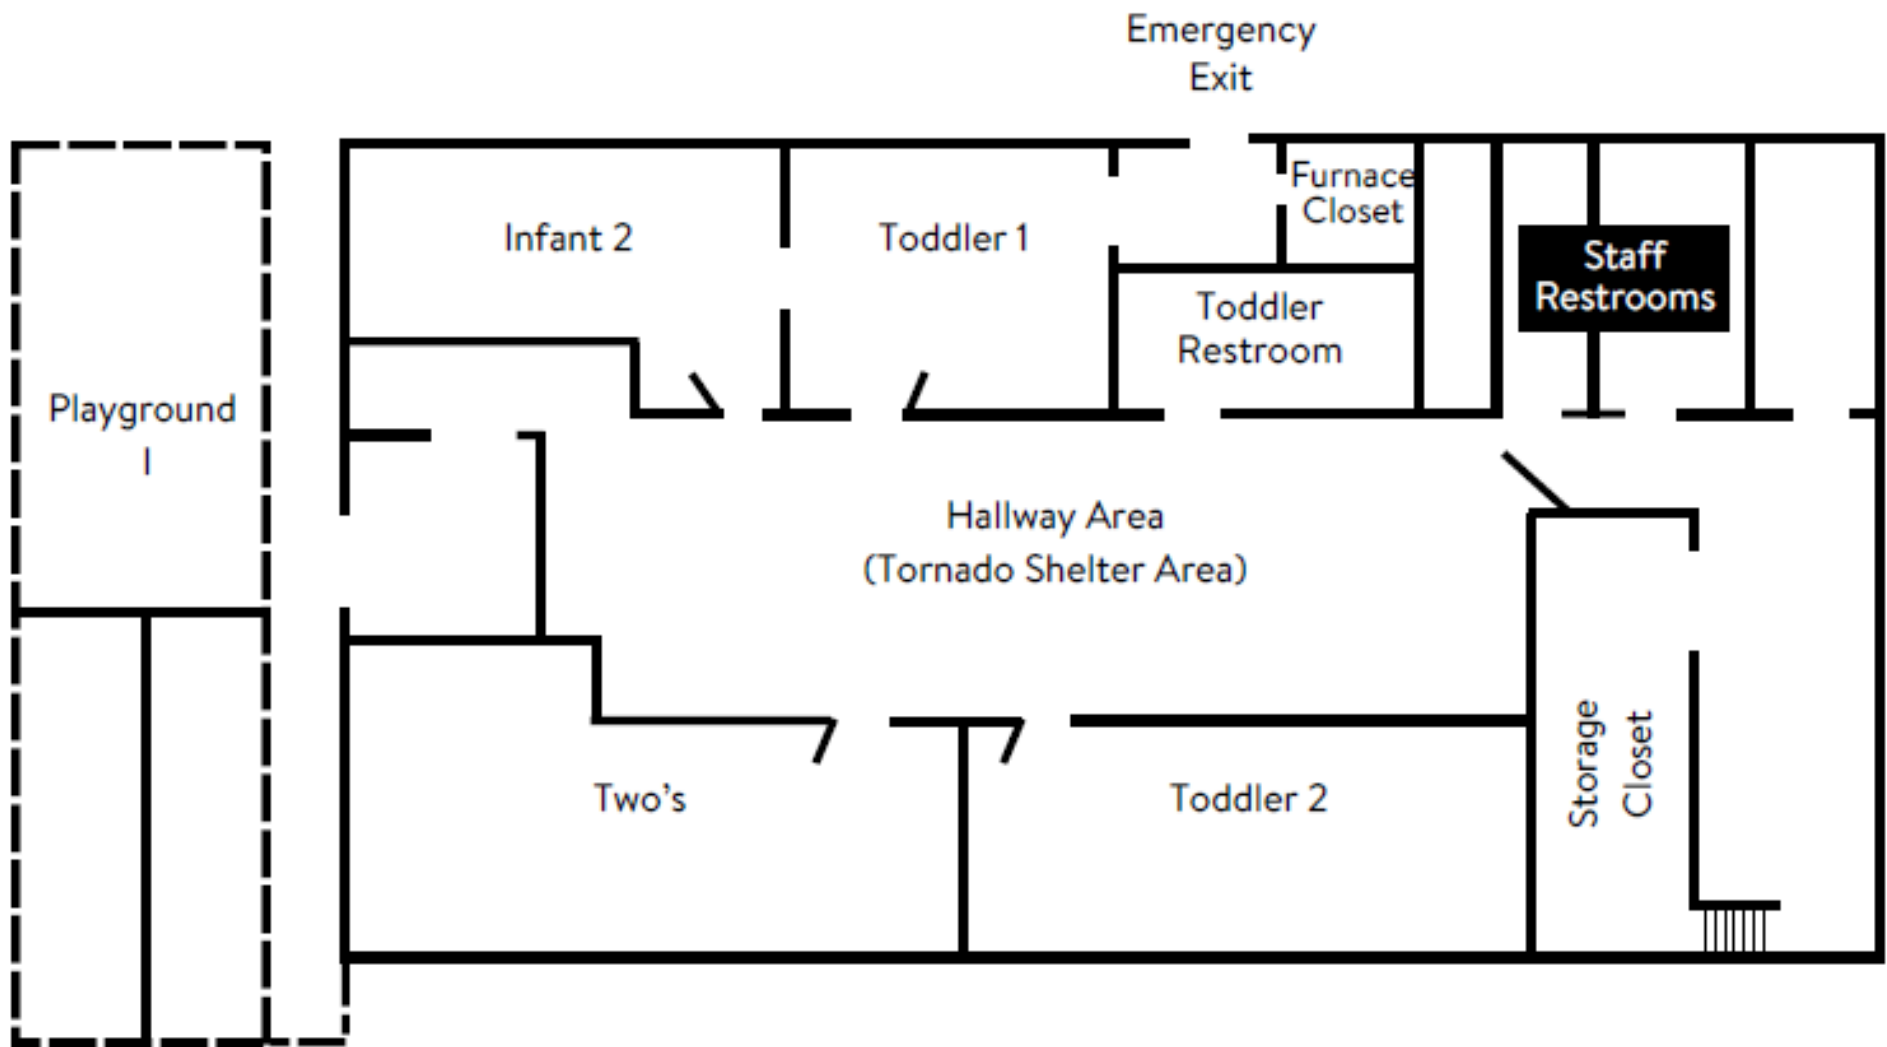 Emergency
Exit
Furnace
Closet
Infant 2
Toddler 1
Staff
Restrooms
Toddler
Restroom
Playground
I
Hallway Area
(Tornado Shelter Area)
Two's
Toddler 2
Storage
Closet